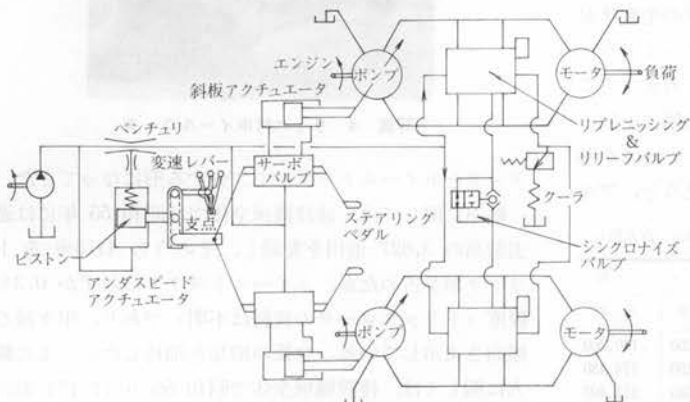 エンジン
ポンプ
モータ
負荷
斜板アクチュエータ
ベンチュリ
変速レバー
サーボ
バルブ
リプレニッシング
&
リリーフバルブ
クーラ
支点
ステアリング
ペダル
シンクロナイズ
バルブ
ピストン
アンダスピード
アクチュエータ
ポンプ
モータ